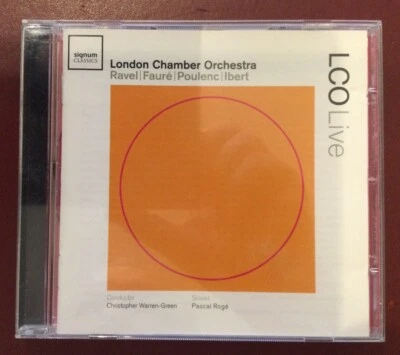 signum
CLASSICS
London Chamber Orchestra
Ravel|Fauré|Poulenc|Ibert
LCO Live
Conductor
Christopher Warren-Green
Soloist
Pascal Rogé